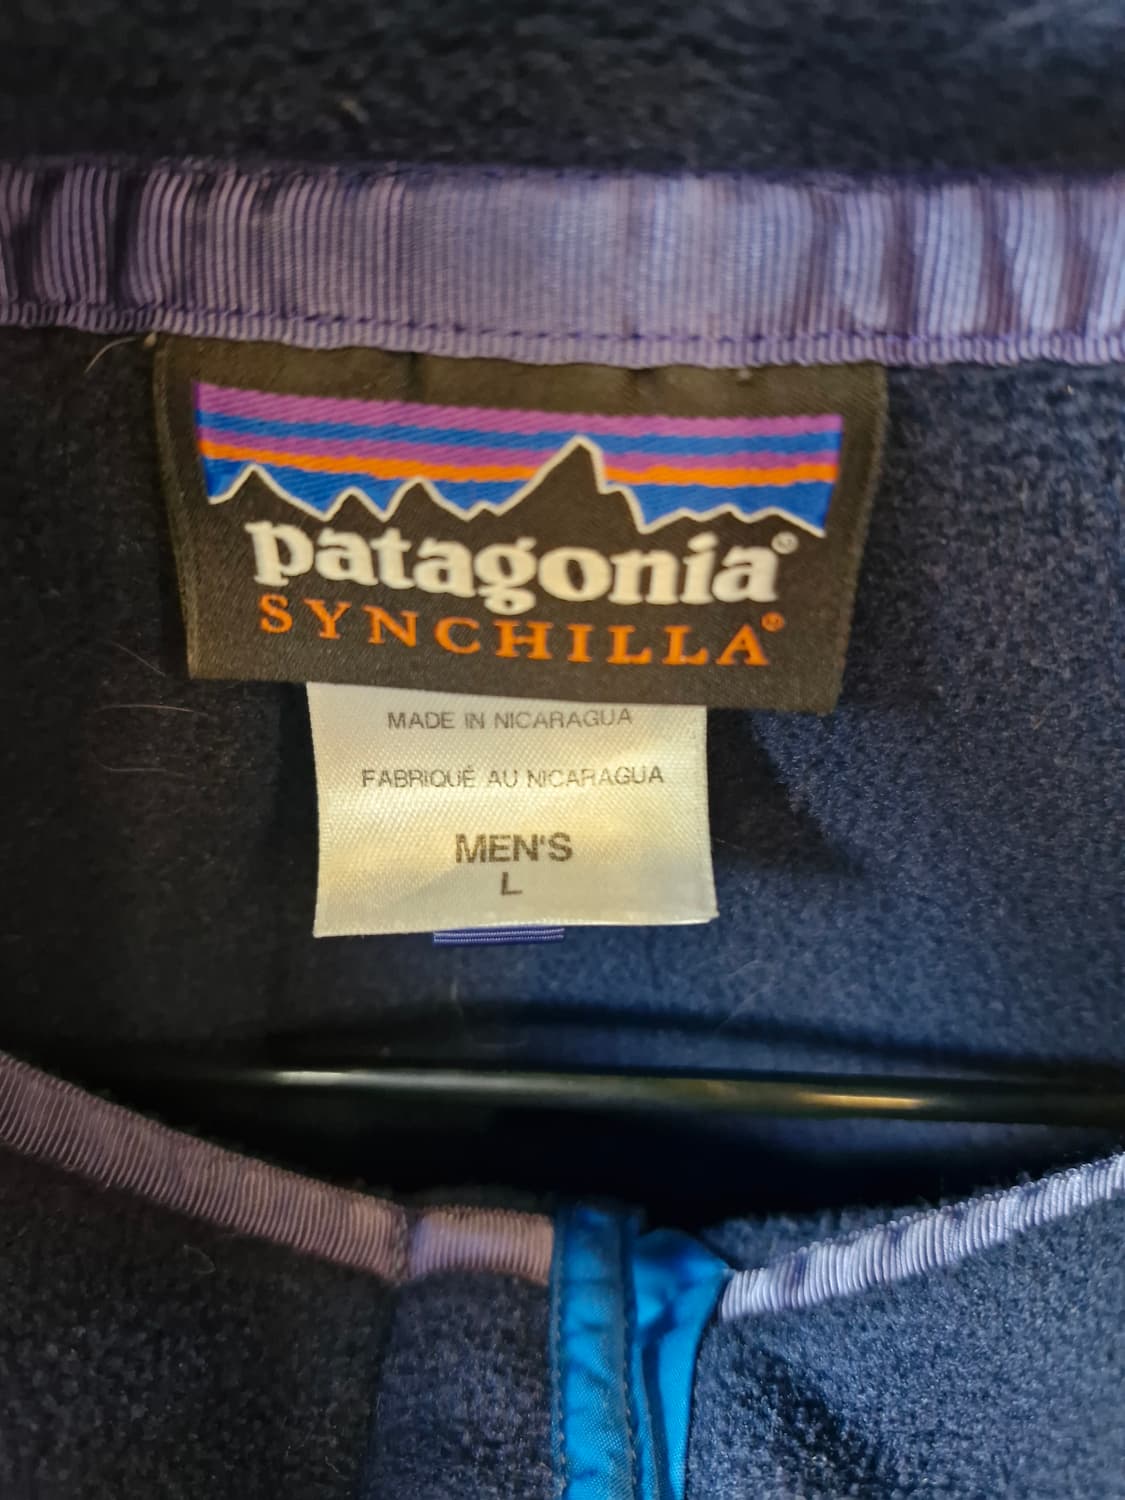 patagonia®
SYNCHILLA®
MADE IN NICARAGUA
FABRIQUÉ AU NICARAGUA
MEN'S
L